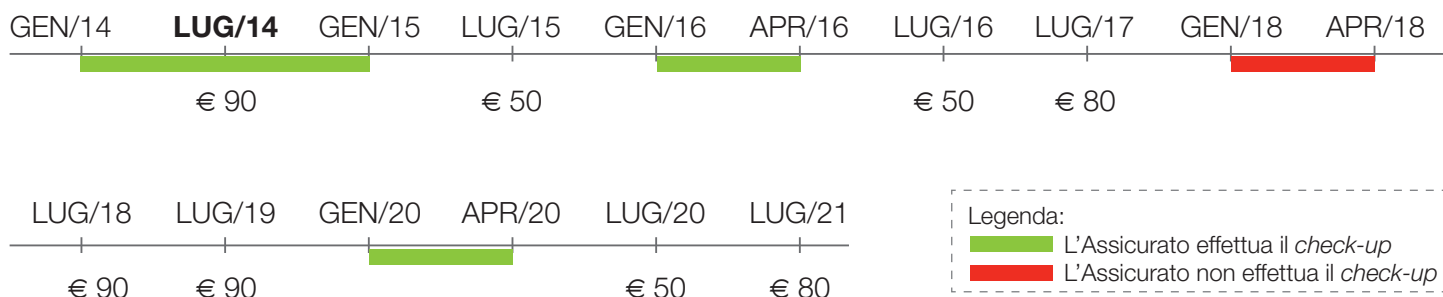 GEN/14 LUG/14 GEN/15 LUG/15 GEN/16 APR/16 LUG/16 LUG/17 GEN/18 APR/18
€ 90 € 50 € 50 € 80
LUG/18 LUG/19 GEN/20 APR/20 LUG/20 LUG/21
€ 90 € 90 € 50 € 80
Legenda:
L'Assicurato effettua il check-up
L'Assicurato non effettua il check-up